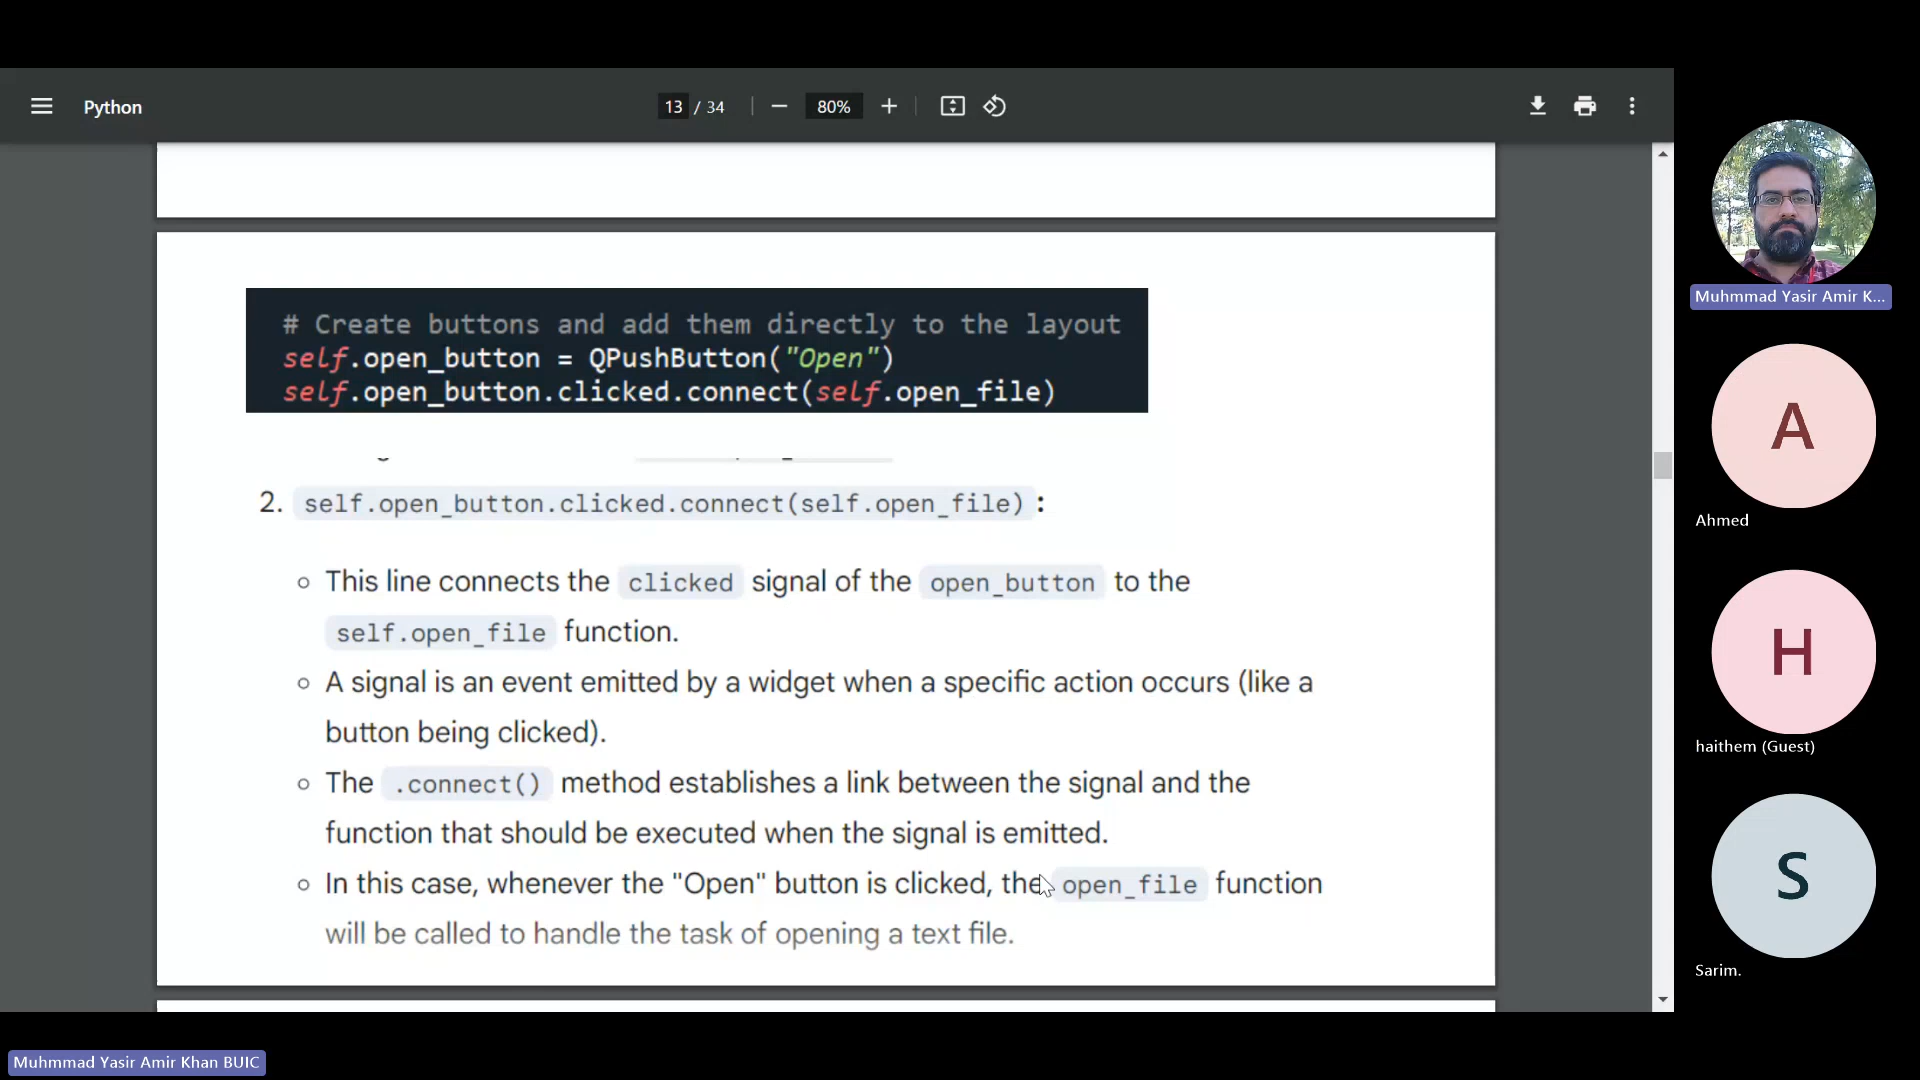 Python
13 / 34
80%
# Create buttons and add them directly to the layout
self.open_button = QPushButton("Open")
self.open_button.clicked.connect(self.open_file)
2. self.open_button.clicked.connect(self.open_file) :
This line connects the clicked signal of the open_button to the
self.open_file function.
A signal is an event emitted by a widget when a specific action occurs (like a
button being clicked).
The .connect() method establishes a link between the signal and the
function that should be executed when the signal is emitted.
In this case, whenever the "Open" button is clicked, the open_file function
will be called to handle the task of opening a text file.
Muhmmad Yasir Amir K...
A
Ahmed
H
haithem (Guest)
S
Sarim.
Muhmmad Yasir Amir Khan BUIC